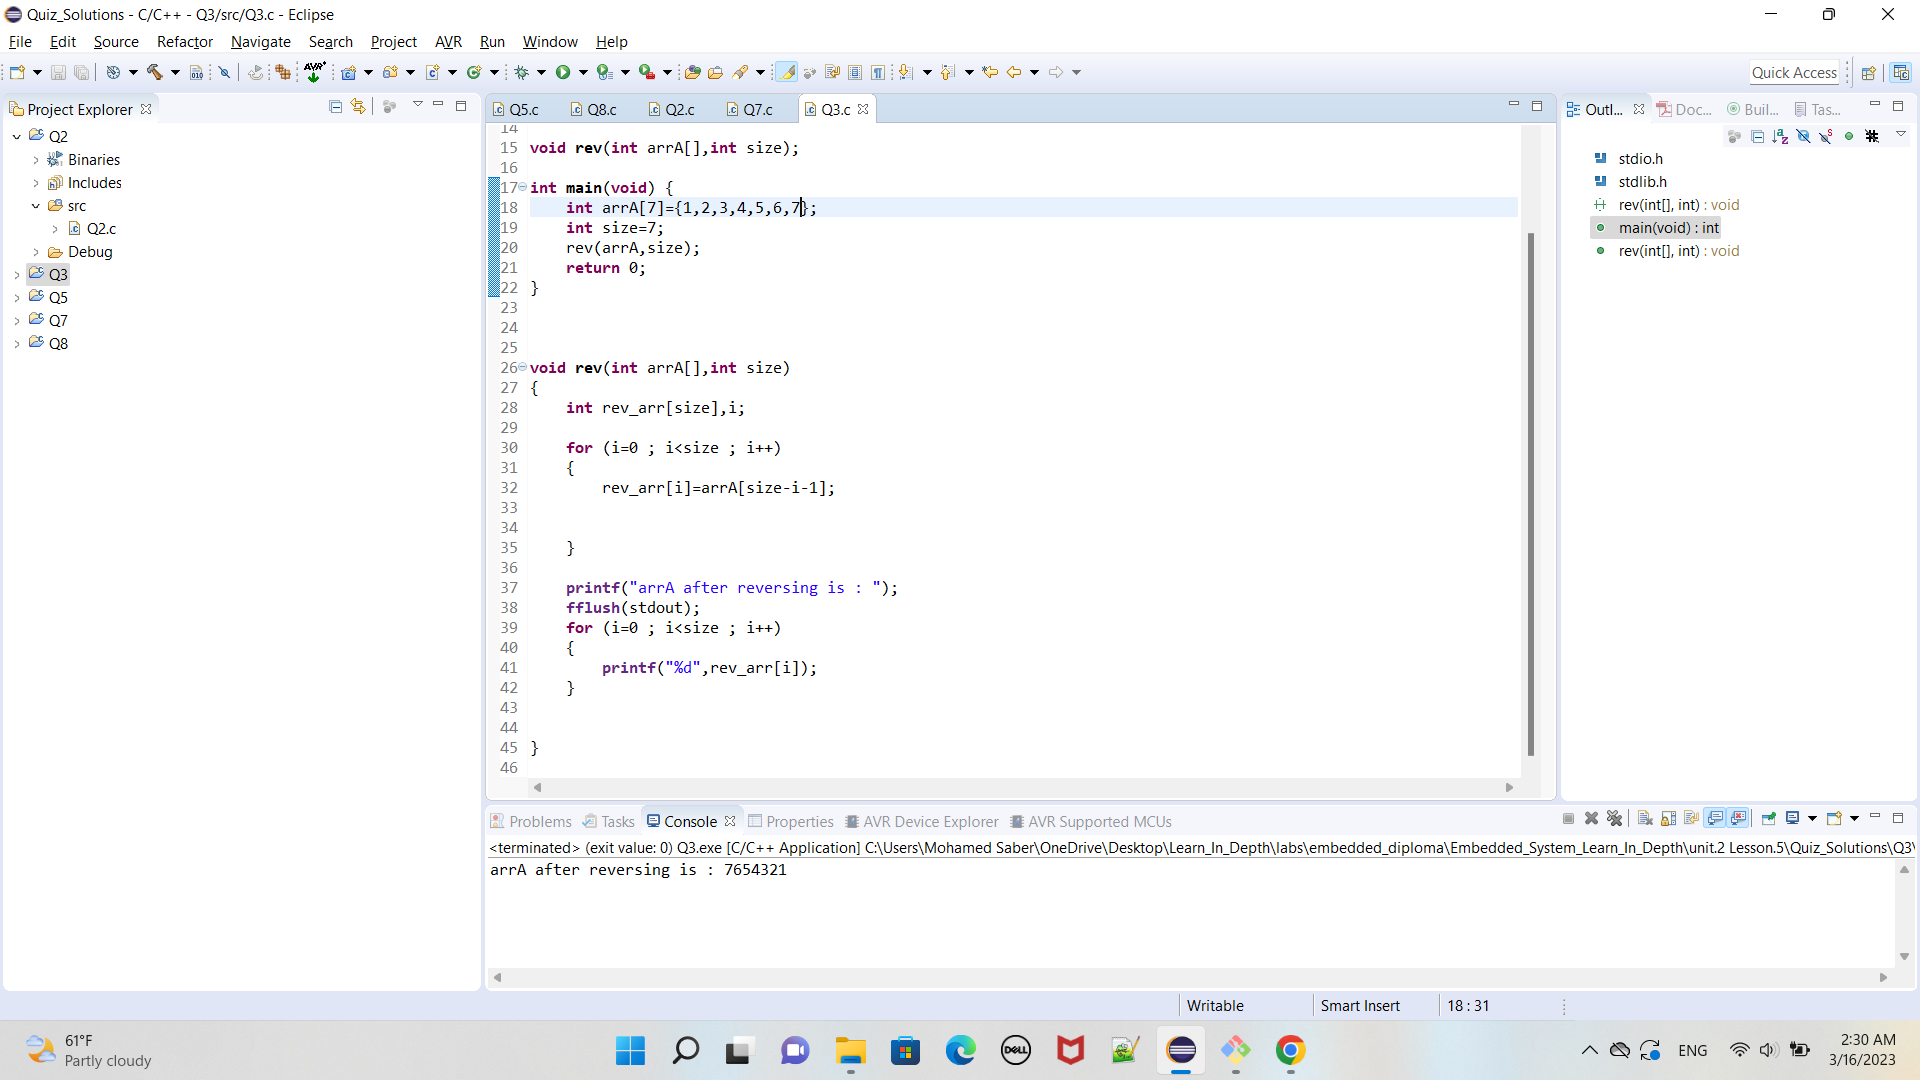 Quiz_Solutions - C/C++ - Q3/src/Q3.c - Eclipse
File Edit Source Refactor Navigate Search Project AVR Run Window Help
Quick Access
Project Explorer
Q2
Binaries
Includes
src
Q2.c
Debug
Q3
Q5
Q7
Q8
Q5.c Q8.c Q2.c Q7.c Q3.c
14
15 void rev(int arrA[],int size);
16
17 int main(void) {
18 int arrA[7]={1,2,3,4,5,6,7};
19 int size=7;
20 rev(arrA,size);
21 return 0;
22 }
23
24
25
26 void rev(int arrA[],int size)
27 {
28 int rev_arr[size],i;
29
30 for (i=0 ; i<size ; i++)
31 {
32 rev_arr[i]=arrA[size-i-1];
33
34
35 }
36
37 printf("arrA after reversing is : ");
38 fflush(stdout);
39 for (i=0 ; i<size ; i++)
40 {
41 printf("%d",rev_arr[i]);
42 }
43
44
45 }
46
Outl... Doc... Buil... Tas...
stdio.h
stdlib.h
rev(int[], int) : void
main(void) : int
rev(int[], int) : void
Problems Tasks Console Properties AVR Device Explorer AVR Supported MCUs
<terminated> (exit value: 0) Q3.exe [C/C++ Application] C:\Users\Mohamed Saber\OneDrive\Desktop\Learn_In_Depth\labs\embedded_diploma\Embedded_System_Learn_In_Depth\unit.2 Lesson.5\Quiz_Solutions\Q3\
arrA after reversing is : 7654321
Writable Smart Insert 18 : 31
61°F
Partly cloudy
DELL
ENG
2:30 AM
3/16/2023